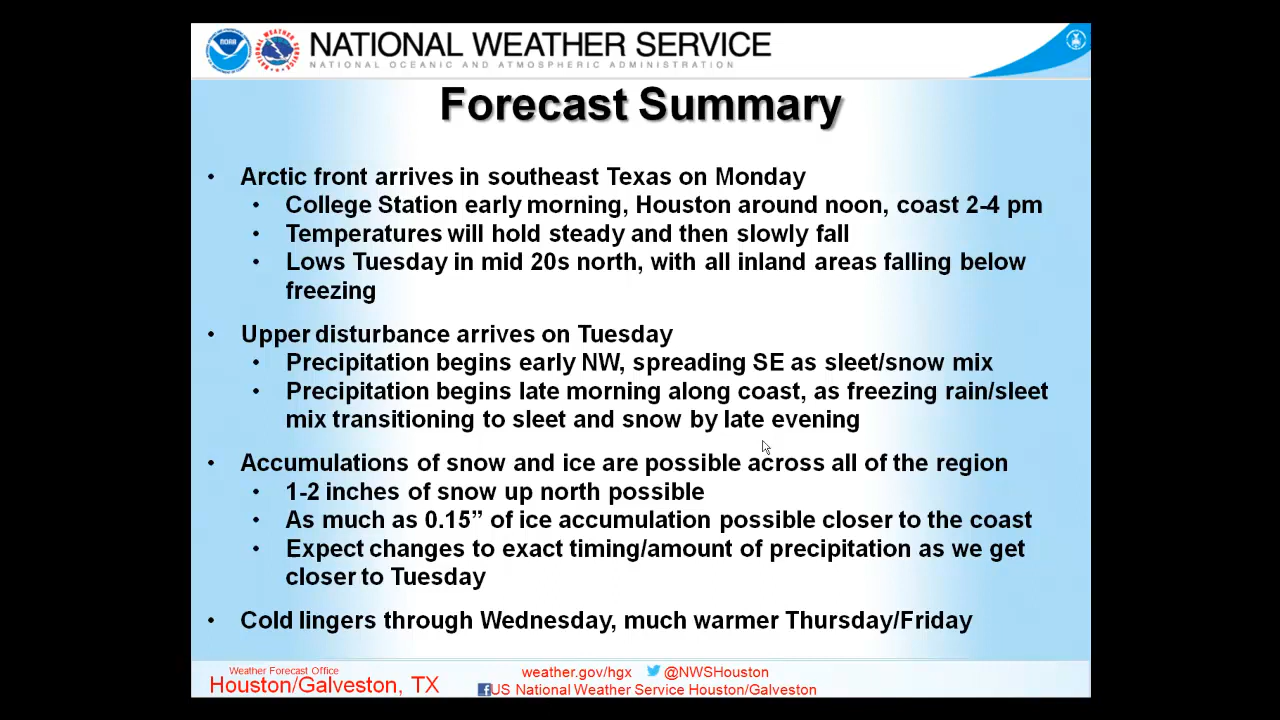 NATIONAL WEATHER SERVICE
NATIONAL OCEANIC AND ATMOSPHERIC ADMINISTRATION
Forecast Summary
• Arctic front arrives in southeast Texas on Monday
• College Station early morning, Houston around noon, coast 2-4 pm
• Temperatures will hold steady and then slowly fall
• Lows Tuesday in mid 20s north, with all inland areas falling below
freezing
• Upper disturbance arrives on Tuesday
• Precipitation begins early NW, spreading SE as sleet/snow mix
• Precipitation begins late morning along coast, as freezing rain/sleet
mix transitioning to sleet and snow by late evening
• Accumulations of snow and ice are possible across all of the region
• 1-2 inches of snow up north possible
• As much as 0.15” of ice accumulation possible closer to the coast
• Expect changes to exact timing/amount of precipitation as we get
closer to Tuesday
• Cold lingers through Wednesday, much warmer Thursday/Friday
Weather Forecast Office
Houston/Galveston, TX
weather.gov/hgx @NWSHouston
US National Weather Service Houston/Galveston